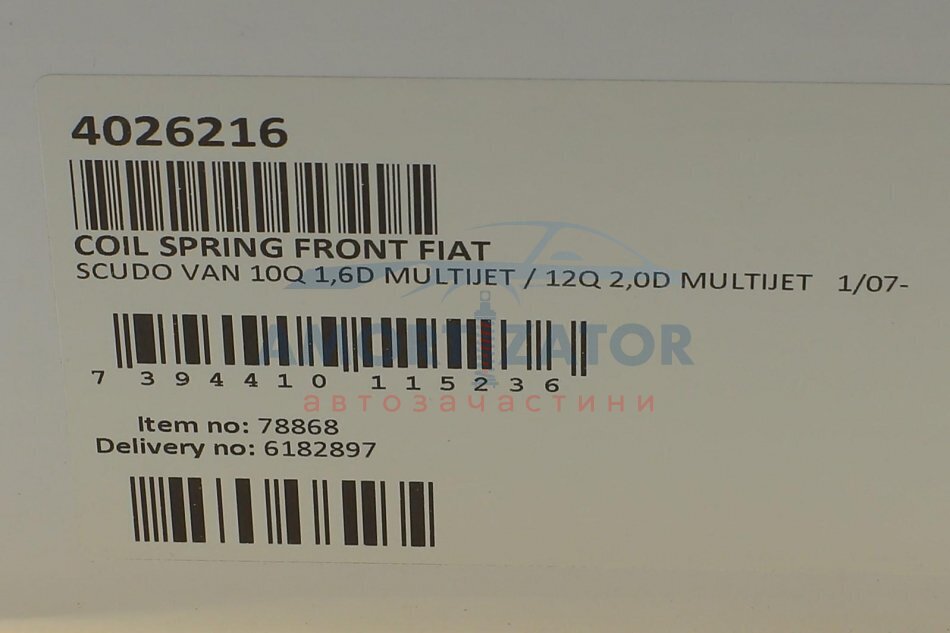 4026216
COIL SPRING FRONT FIAT
SCUDO VAN 10Q 1,6D MULTIJET / 12Q 2,0D MULTIJET 1/07-
AMORTIZATOR
7 394410 115236
автозачастини
Item no: 78868
Delivery no: 6182897